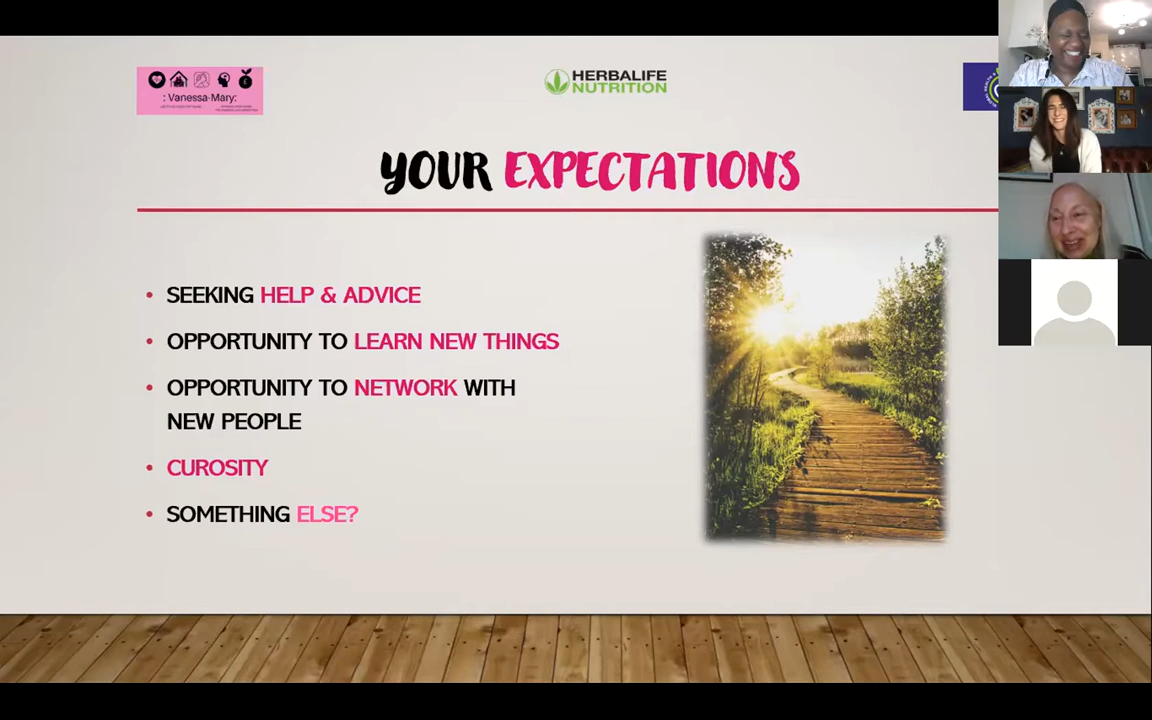 : Vanessa-Mary:
HERBALIFE
NUTRITION
YOUR EXPECTATIONS
• SEEKING HELP & ADVICE
• OPPORTUNITY TO LEARN NEW THINGS
• OPPORTUNITY TO NETWORK WITH
NEW PEOPLE
• CUROSITY
• SOMETHING ELSE?